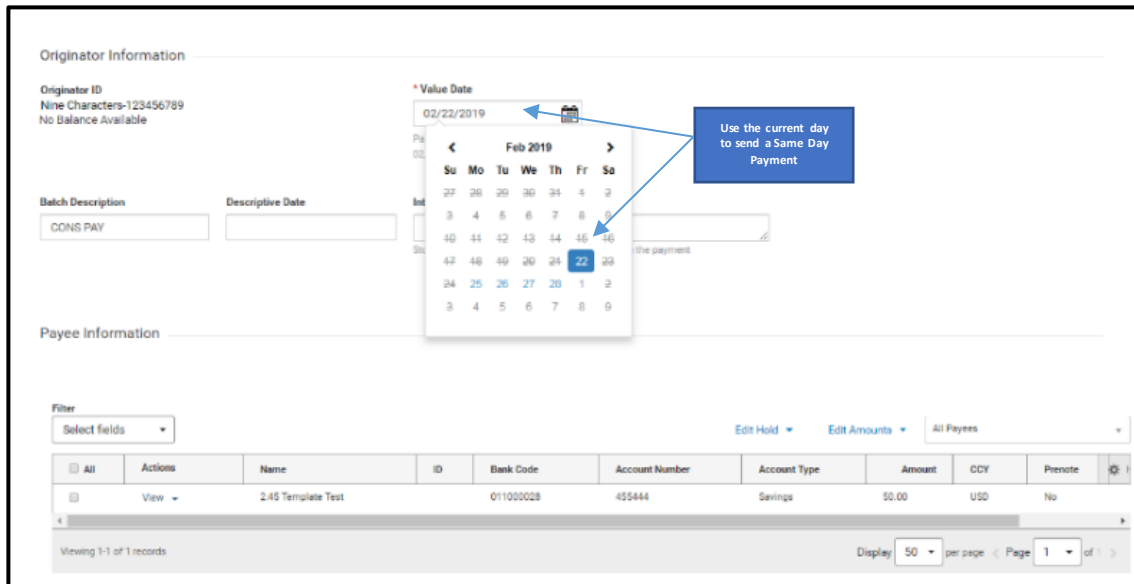 Originator Information
Originator ID
Nine Characters-123456789
No Balance Available
* Value Date
02/22/2019
Pa
02
Use the current day
to send a Same Day
Payment
Feb 2019
Su Mo Tu We Th Fr Sa
27 28 29 30 31 1 2
3 4 5 6 7 8 9
10 11 12 13 14 15 16
17 18 19 20 21 22 23
24 25 26 27 28 1 2
3 4 5 6 7 8 9
Batch Description
Descriptive Date
Int
CONS PAY
the payment
Payee Information
Filter
Select fields
Edit Hold
Edit Amounts
All Payees
All Actions Name ID Bank Code Account Number Account Type Amount CCY Prenote
View 2.45 Template Test 011000028 455444 Savings $0.00 USD No
Viewing 1-1 of 1 records
Display 50 per page Page 1 of 1